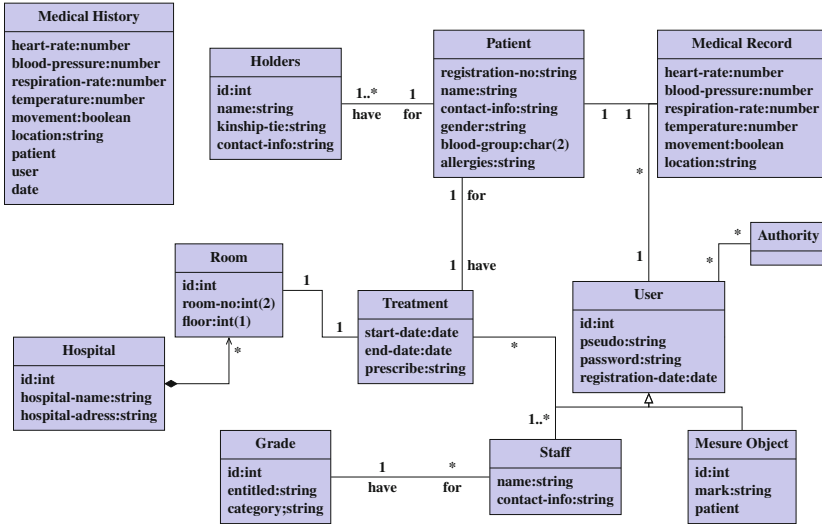 Medical History
heart-rate:number
blood-pressure:number
respiration-rate:number
temperature:number
movement:boolean
location:string
patient
user
date
Holders
id:int
name:string
kinship-tie:string
contact-info:string
1..* 1
have for
Patient
registration-no:string
name:string
contact-info:string
gender:string
blood-group:char(2)
allergies:string
1 1
Medical Record
heart-rate:number
blood-pressure:number
respiration-rate:number
temperature:number
movement:boolean
location:string
*
1
1 for
1 have
Authority
*
*
Room
id:int
room-no:int(2)
floor:int(1)
1
1
Treatment
start-date:date
end-date:date
prescribe:string
*
User
id:int
pseudo:string
password:string
registration-date:date
Hospital
id:int
hospital-name:string
hospital-adress:string
*
1..*
Grade
id:int
entitled:string
category;string
1 *
have for
Staff
name:string
contact-info:string
Mesure Object
id:int
mark:string
patient